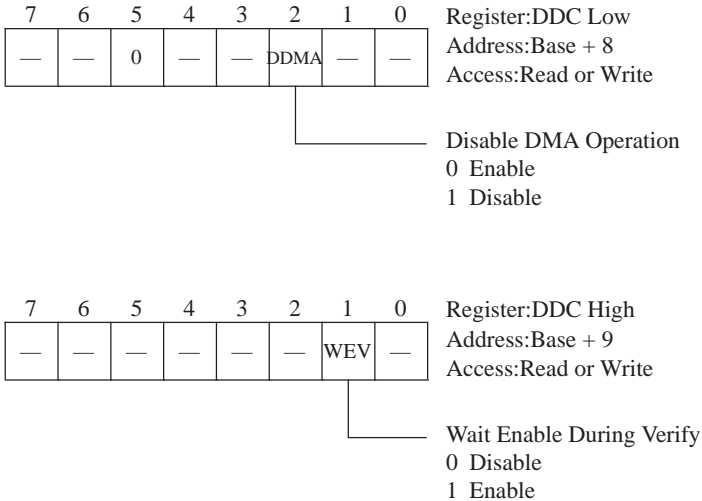 7 6 5 4 3 2 1 0
— — 0 — — DDMA — —
Register:DDC Low
Address:Base + 8
Access:Read or Write
Disable DMA Operation
0 Enable
1 Disable
7 6 5 4 3 2 1 0
— — — — — — WEV —
Register:DDC High
Address:Base + 9
Access:Read or Write
Wait Enable During Verify
0 Disable
1 Enable